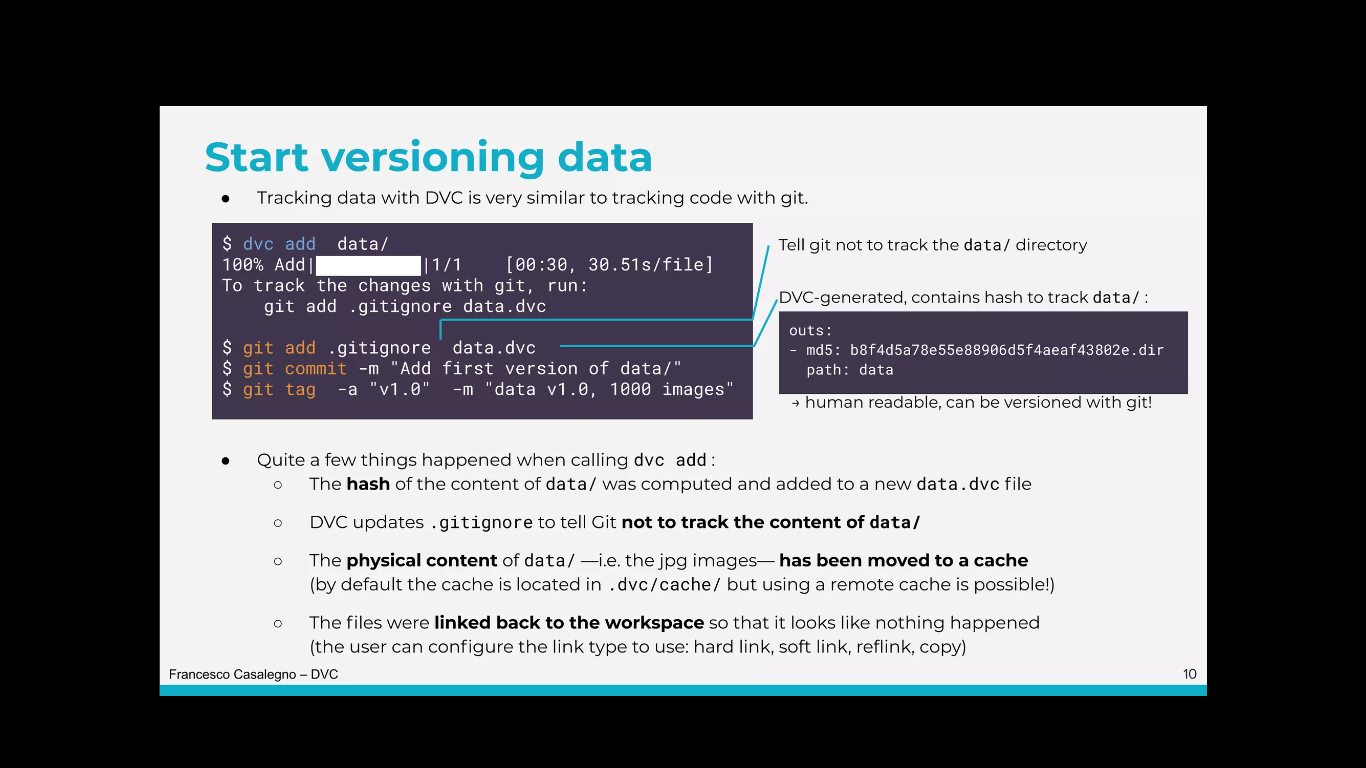 Start versioning data
● Tracking data with DVC is very similar to tracking code with git.
$ dvc add  data/
100% Add|          |1/1    [00:30, 30.51s/file]
To track the changes with git, run:
    git add .gitignore data.dvc
$ git add .gitignore  data.dvc
$ git commit -m "Add first version of data/"
$ git tag  -a "v1.0"  -m "data v1.0, 1000 images"
Tell git not to track the data/ directory
DVC-generated, contains hash to track data/ :
outs:
- md5: b8f4d5a78e55e88906d5f4aeaf43802e.dir
  path: data
→ human readable, can be versioned with git!
● Quite a few things happened when calling dvc add :
○ The hash of the content of data/ was computed and added to a new data.dvc file
○ DVC updates .gitignore to tell Git not to track the content of data/
○ The physical content of data/ —i.e. the jpg images— has been moved to a cache
(by default the cache is located in .dvc/cache/ but using a remote cache is possible!)
○ The files were linked back to the workspace so that it looks like nothing happened
(the user can configure the link type to use: hard link, soft link, reflink, copy)
Francesco Casalegno – DVC
10